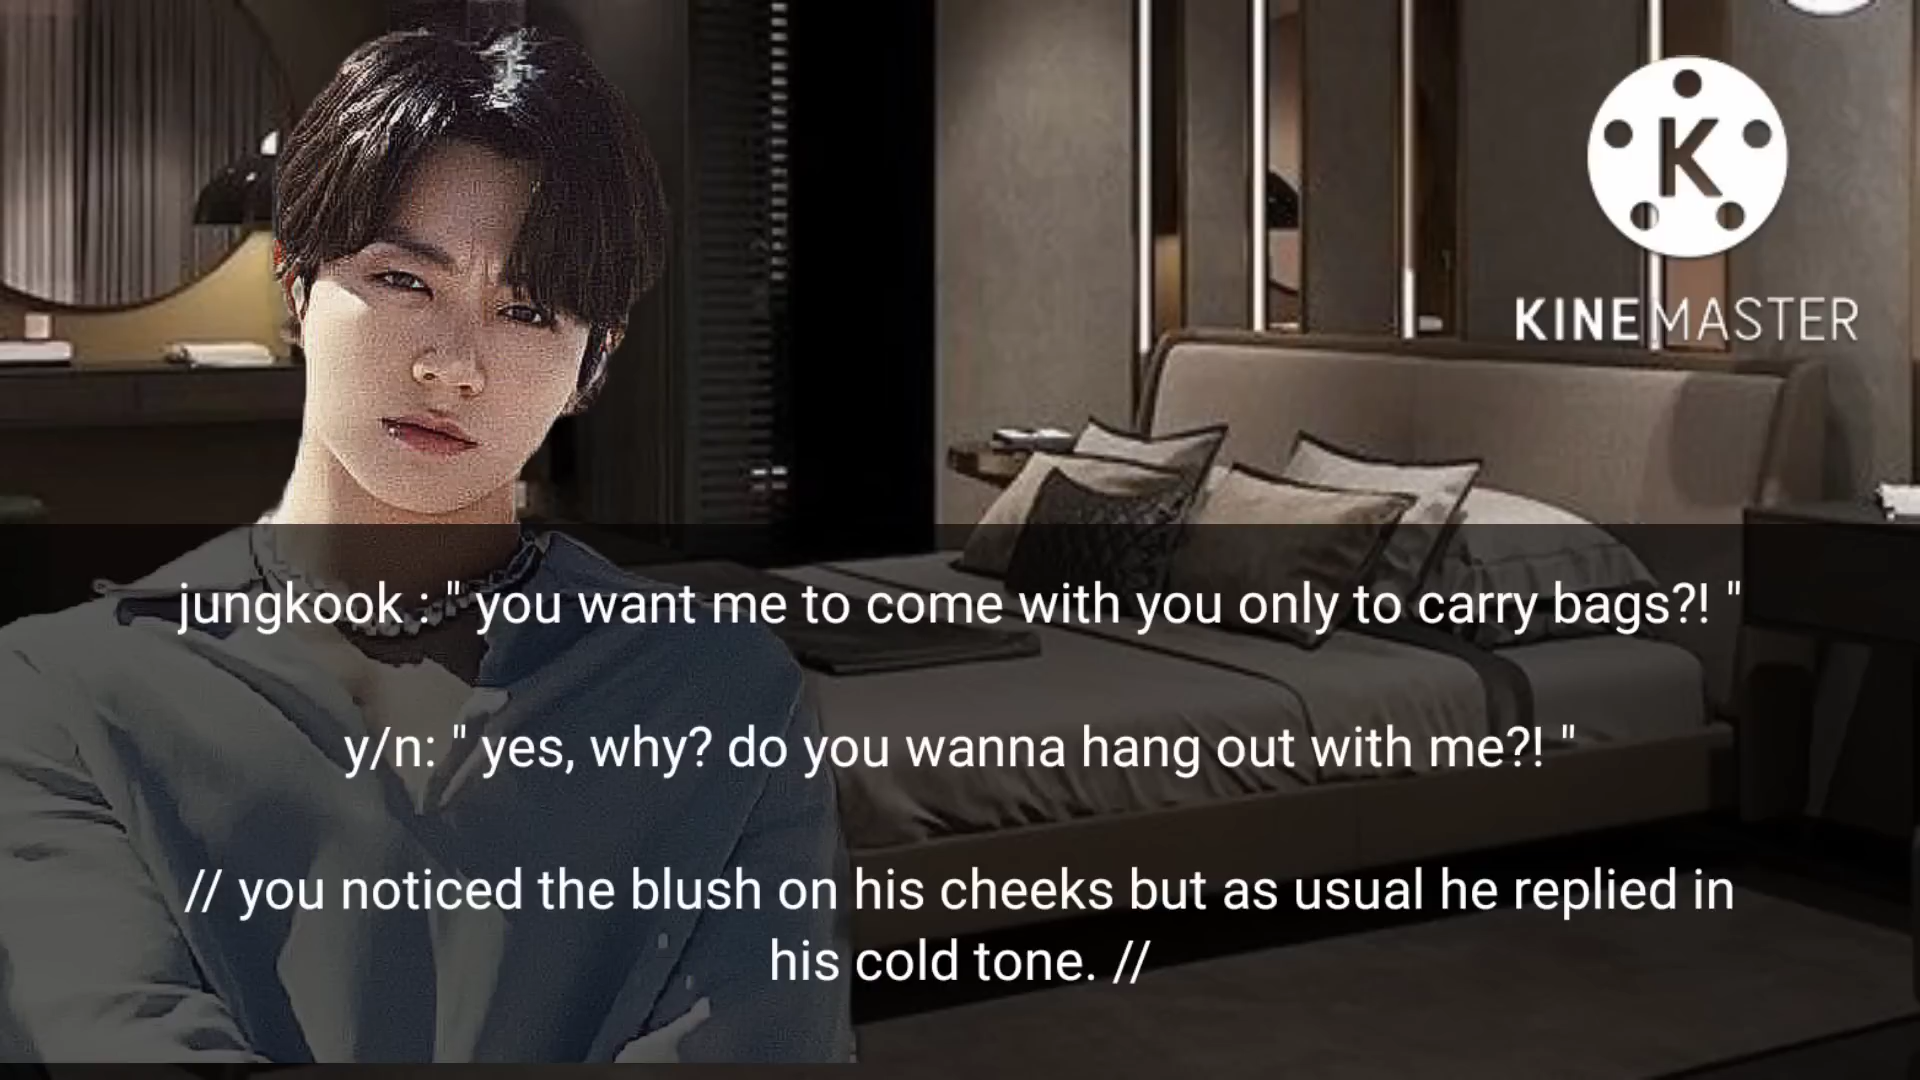 K
KINEMASTER
jungkook : " you want me to come with you only to carry bags?! "
y/n: " yes, why? do you wanna hang out with me?! "
// you noticed the blush on his cheeks but as usual he replied in
his cold tone. //